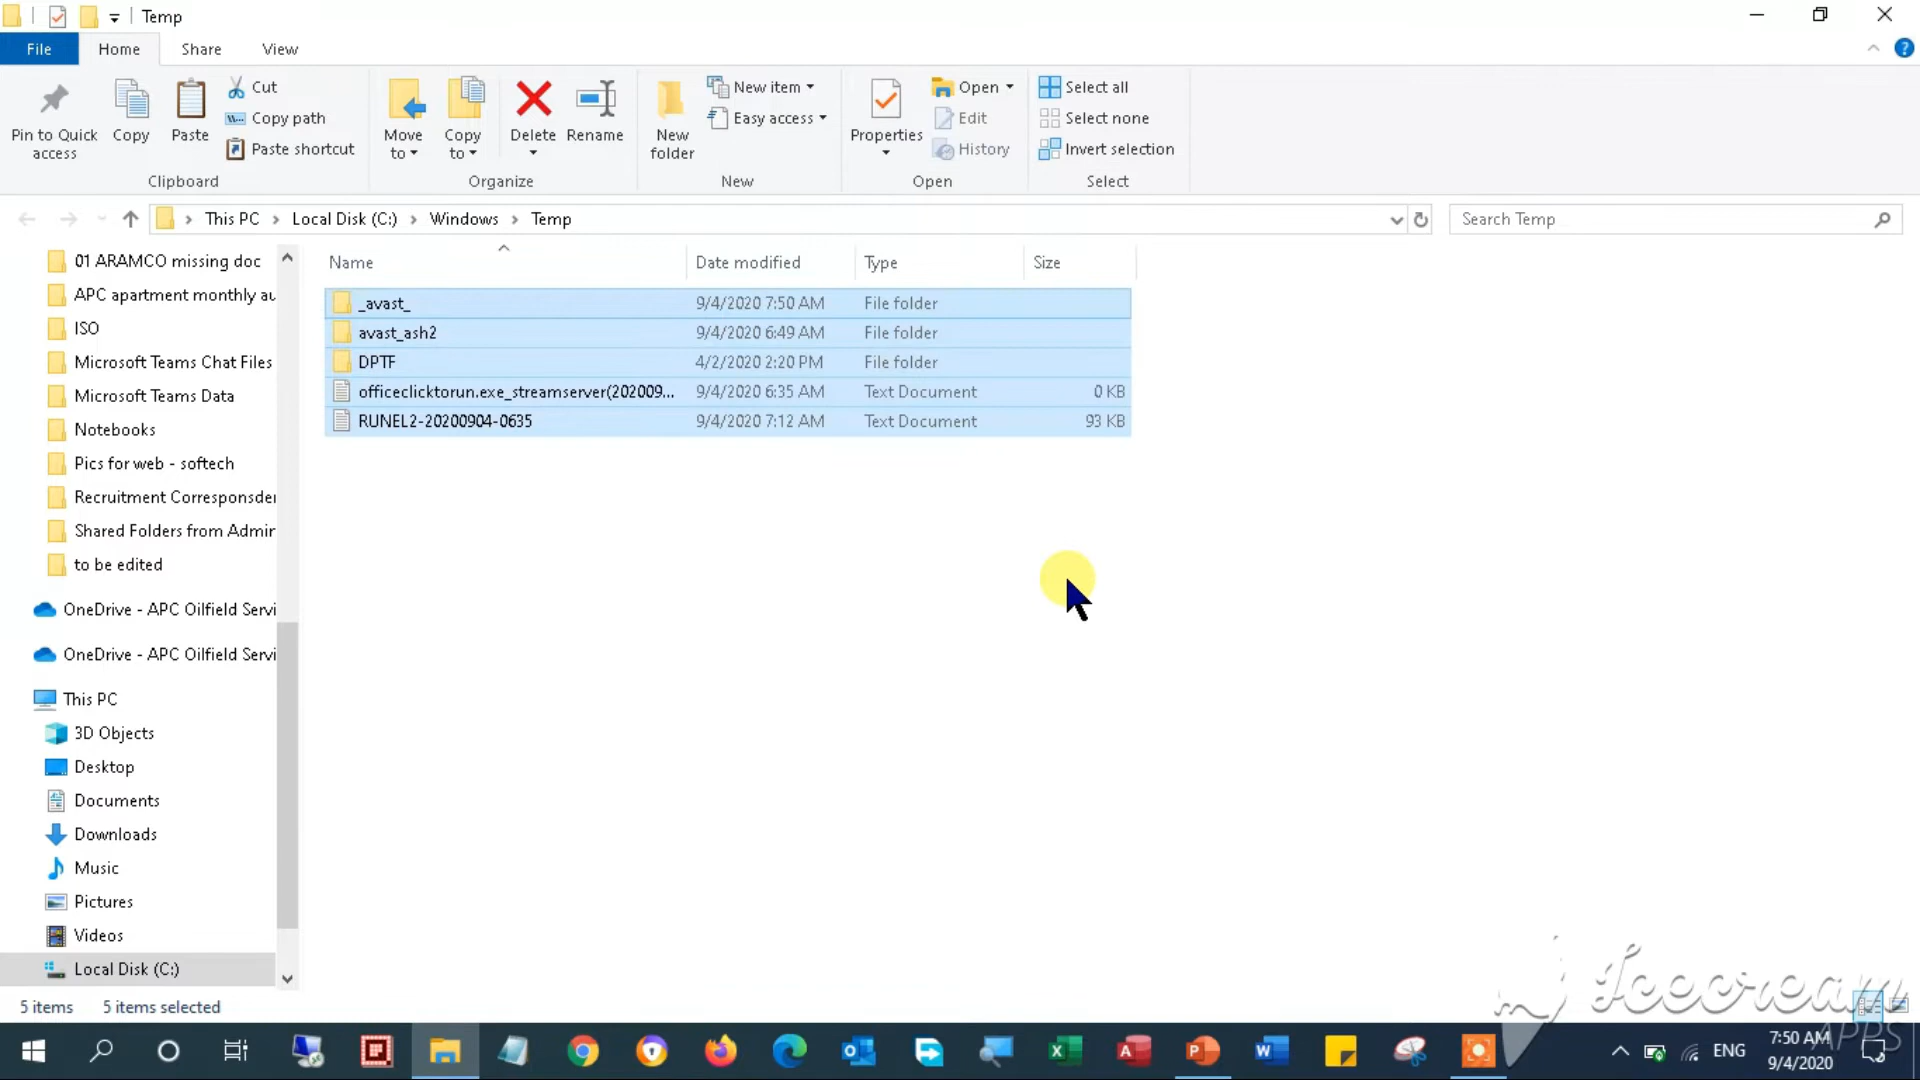 Temp
File Home Share View
Pin to Quick access
Copy
Paste
Cut
Copy path
Paste shortcut
Clipboard
Move to
Copy to
Delete
Rename
Organize
New folder
New item
Easy access
New
Properties
Open
Edit
History
Open
Select all
Select none
Invert selection
Select
This PC > Local Disk (C:) > Windows > Temp
Search Temp
01 ARAMCO missing doc
APC apartment monthly au
ISO
Microsoft Teams Chat Files
Microsoft Teams Data
Notebooks
Pics for web - softech
Recruitment Corresponsder
Shared Folders from Admin
to be edited
OneDrive - APC Oilfield Servi
OneDrive - APC Oilfield Servi
This PC
3D Objects
Desktop
Documents
Downloads
Music
Pictures
Videos
Local Disk (C:)
Name Date modified Type Size
_avast_ 9/4/2020 7:50 AM File folder
avast_ash2 9/4/2020 6:49 AM File folder
DPTF 4/2/2020 2:20 PM File folder
officeclicktorun.exe_streamserver(202009... 9/4/2020 6:35 AM Text Document 0 KB
RUNEL2-20200904-0635 9/4/2020 7:12 AM Text Document 93 KB
5 items 5 items selected
Icecream
APPS
ENG
7:50 AM
9/4/2020